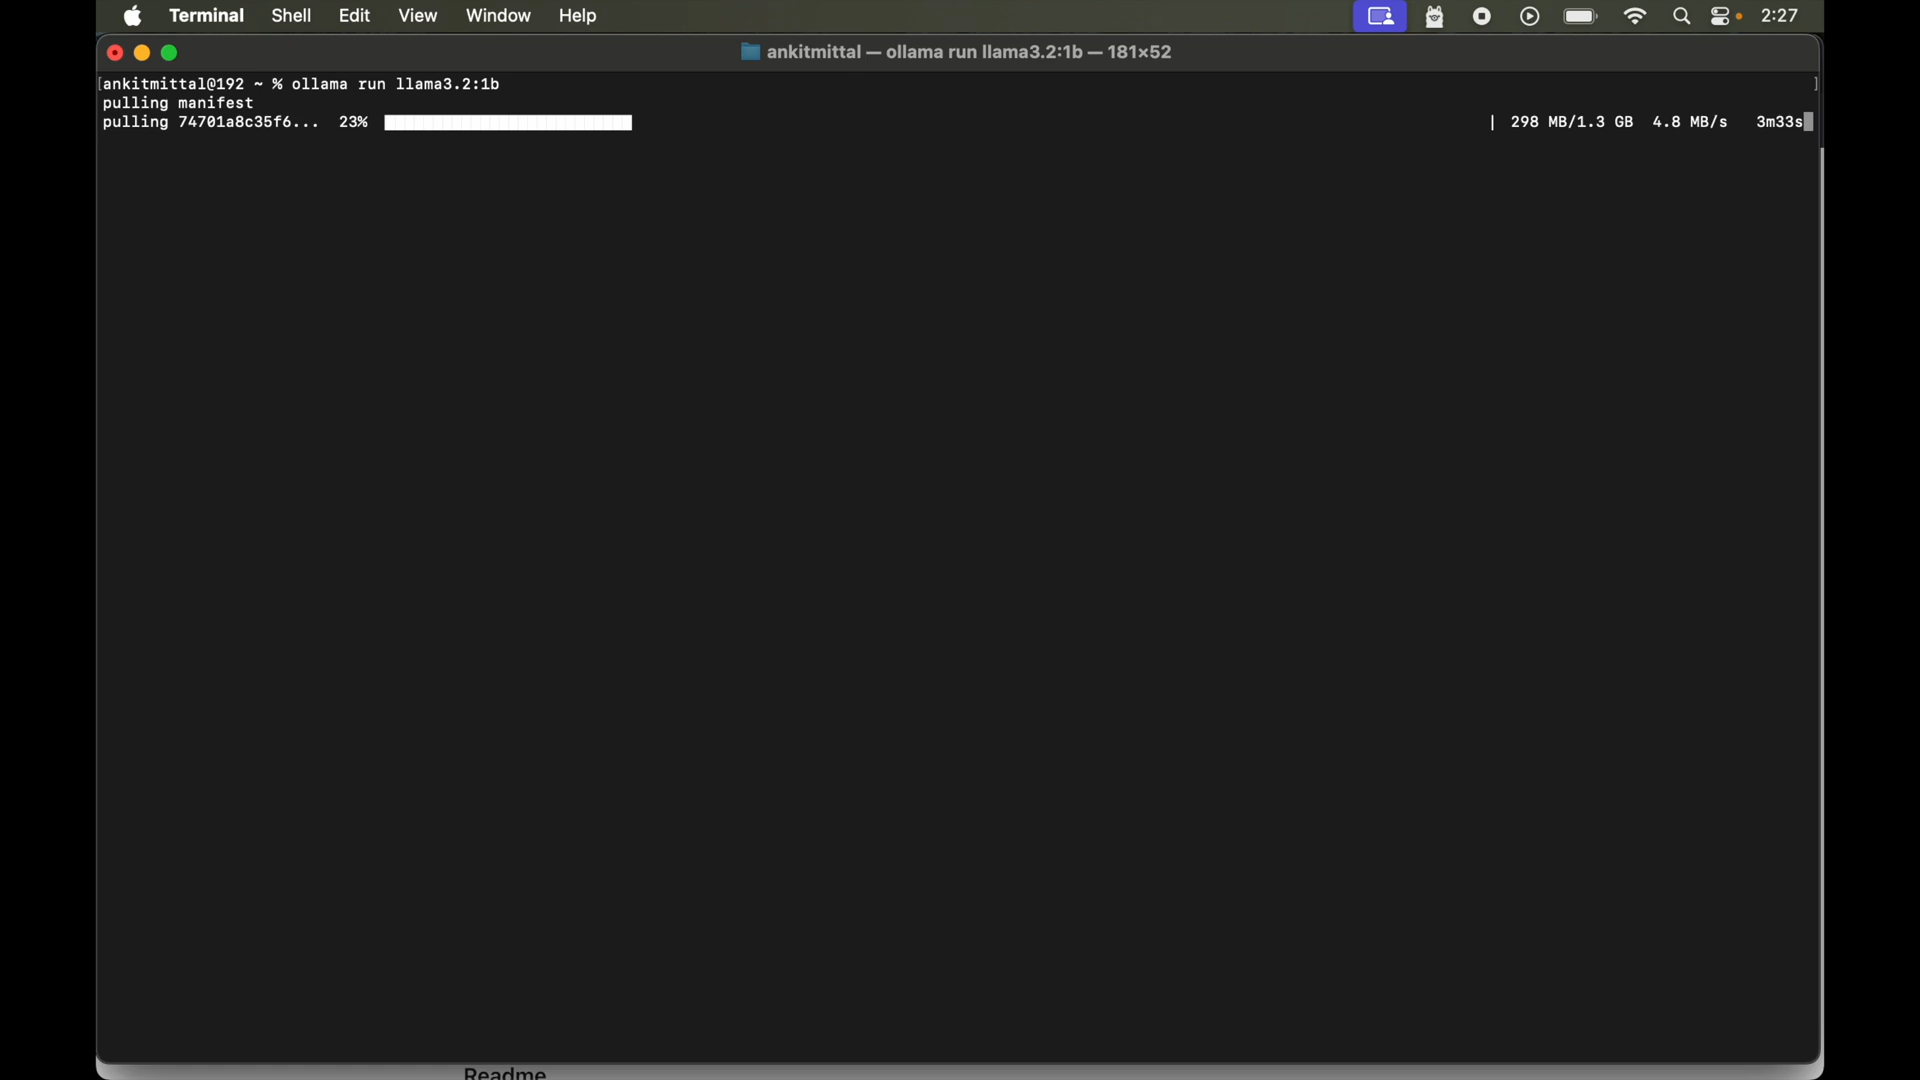 Terminal Shell Edit View Window Help 2:27
ankitmittal — ollama run llama3.2:1b — 181×52
[ankitmittal@192 ~ % ollama run llama3.2:1b ]
pulling manifest
pulling 74701a8c35f6... 23% | 298 MB/1.3 GB 4.8 MB/s 3m33s
Readme